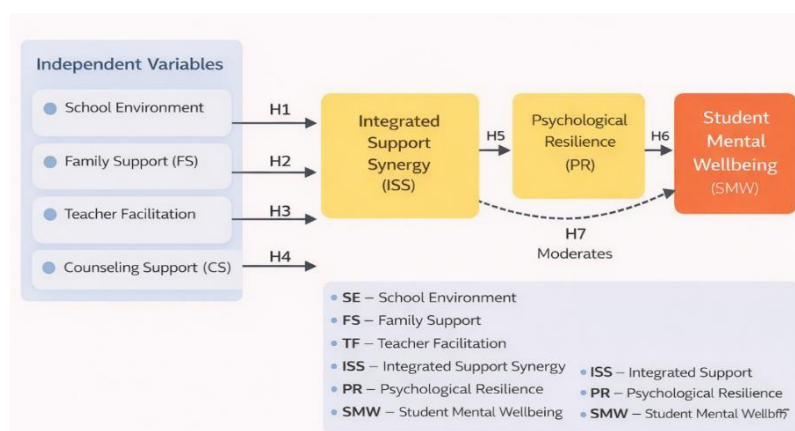 Independent Variables
School Environment
Family Support (FS)
Teacher Facilitation
Counseling Support (CS)
H1
H2
H3
H4
Integrated
Support
Synergy
(ISS)
H5
Psychological
Resilience
(PR)
H6
Student
Mental
Wellbeing
(SMW)
H7
Moderates
SE – School Environment
FS – Family Support
TF – Teacher Facilitation
ISS – Integrated Support Synergy
PR – Psychological Resilience
SMW – Student Mental Wellbeing
ISS – Integrated Support
PR – Psychological Resilience
SMW – Student Mental